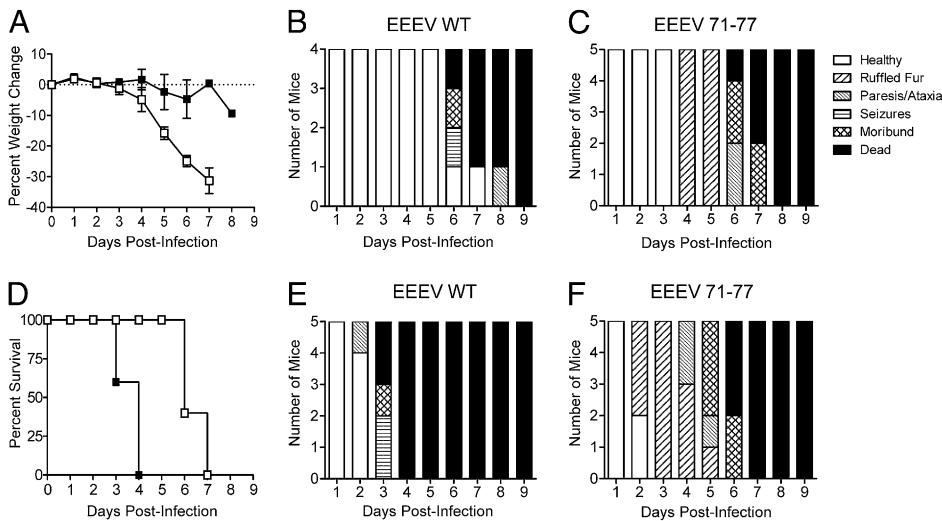 A
Percent Weight Change
10
0
-10
-20
-30
-40
0 1 2 3 4 5 6 7 8 9
Days Post-Infection
B
EEEV WT
Number of Mice
4
3
2
1
0
1 2 3 4 5 6 7 8 9
Days Post-Infection
C
EEEV 71-77
Number of Mice
5
4
3
2
1
0
1 2 3 4 5 6 7 8 9
Days Post-Infection
Healthy
Ruffled Fur
Paresis/Ataxia
Seizures
Moribund
Dead
D
Percent Survival
100
75
50
25
0
0 1 2 3 4 5 6 7 8 9
Days Post-Infection
E
EEEV WT
Number of Mice
5
4
3
2
1
0
1 2 3 4 5 6 7 8 9
Days Post-Infection
F
EEEV 71-77
Number of Mice
5
4
3
2
1
0
1 2 3 4 5 6 7 8 9
Days Post-Infection